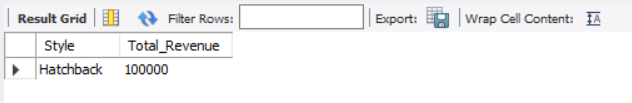 Result Grid Filter Rows: Export: Wrap Cell Content:
Style Total_Revenue
Hatchback 100000